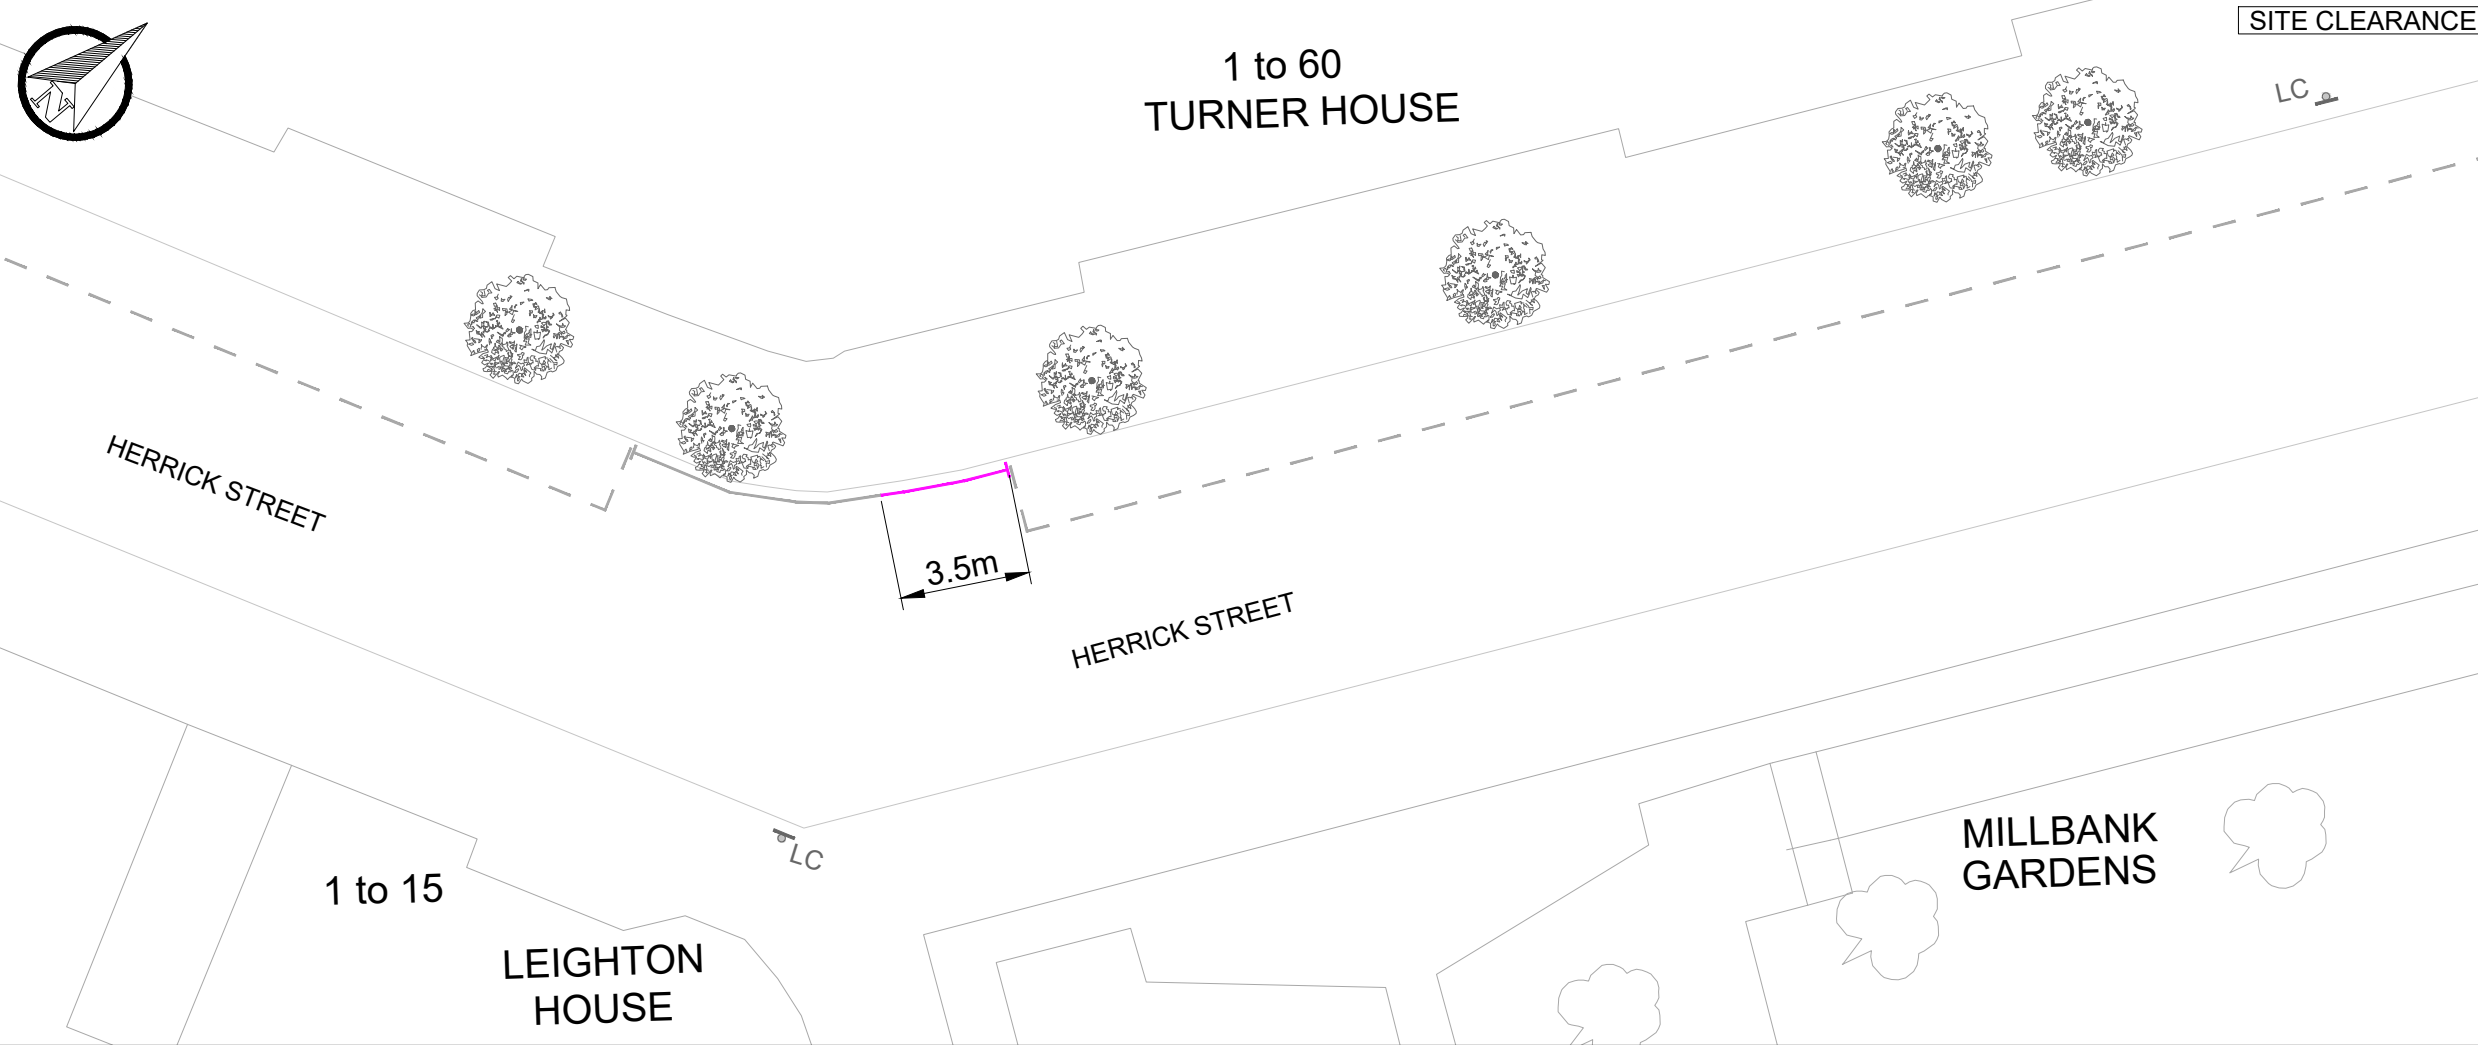 SITE CLEARANCE
N
1 to 60
TURNER HOUSE
LC
HERRICK STREET
3.5m
HERRICK STREET
LC
1 to 15
LEIGHTON
HOUSE
MILLBANK
GARDENS